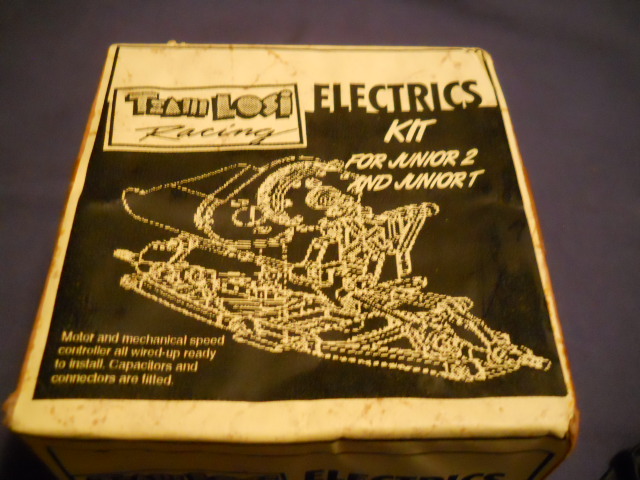 TEAM LOSI
Racing
ELECTRICS
KIT
FOR JUNIOR 2
AND JUNIOR T
Motor and mechanical speed
controller all wired-up ready
to install. Capacitors and
connectors are fitted.
ELECTRICS